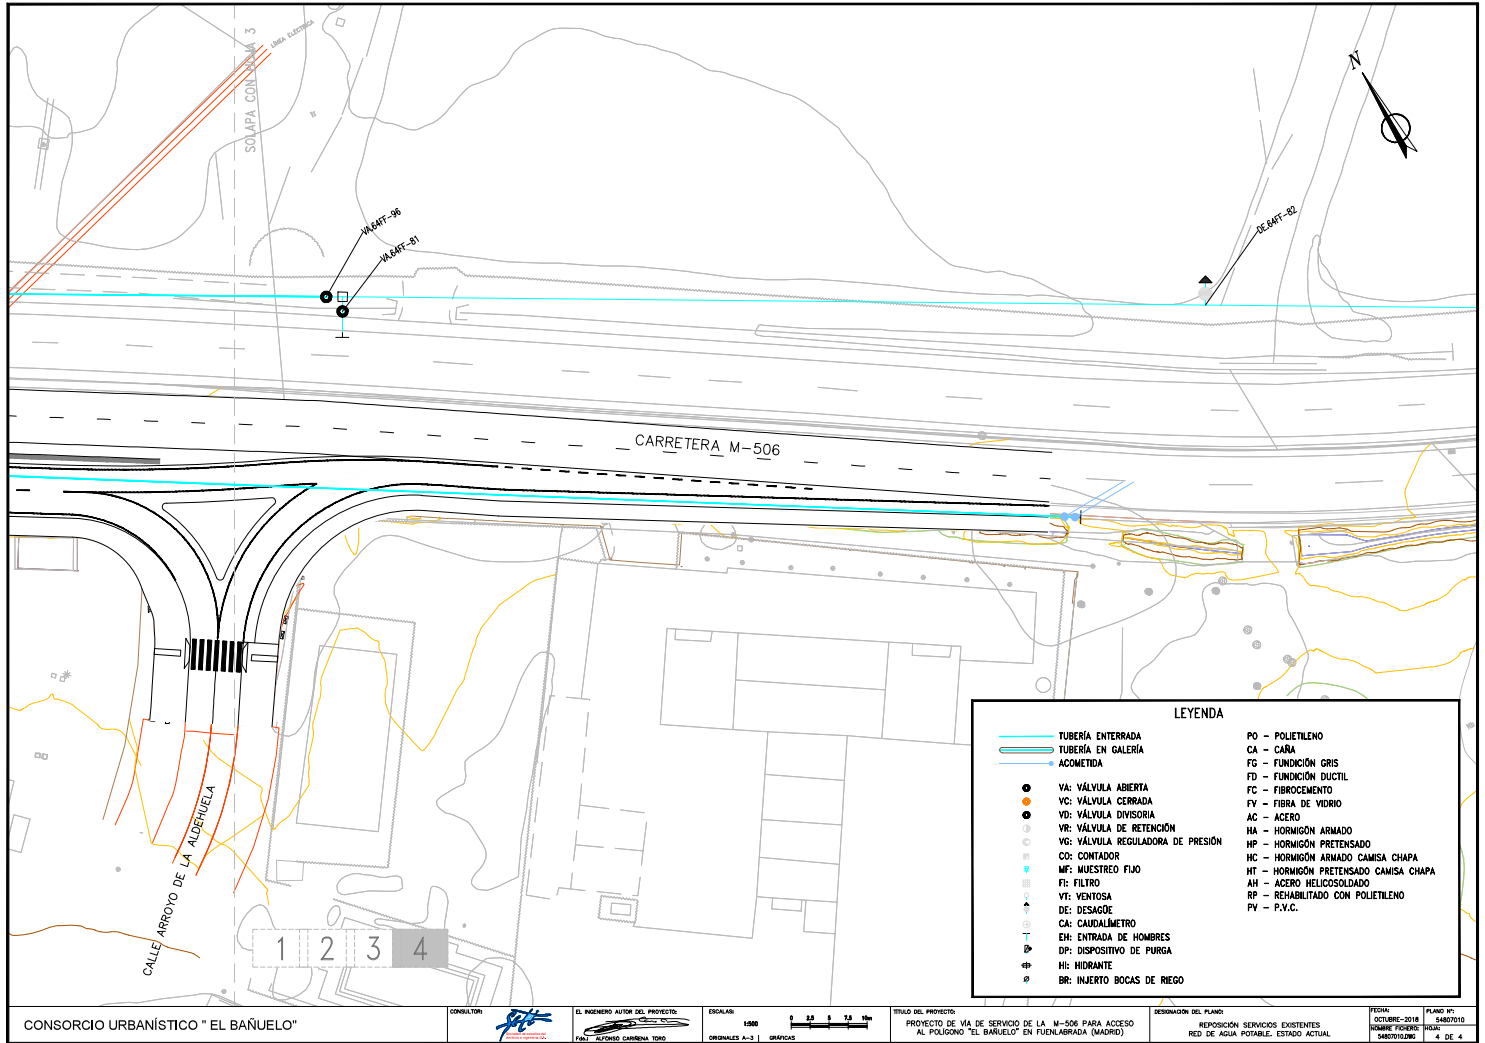 LÍNEA ELÉCTRICA
SOLAPA CON HOJA 3
N
VA.64FF-96
VA.64FF-81
DE.64FF-82
CARRETERA M-506
CALLE ARROYO DE LA ALDEHUELA
1 2 3 4
LEYENDA
TUBERÍA ENTERRADA
TUBERÍA EN GALERÍA
ACOMETIDA
VA: VÁLVULA ABIERTA
VC: VÁLVULA CERRADA
VD: VÁLVULA DIVISORIA
VR: VÁLVULA DE RETENCIÓN
VG: VÁLVULA REGULADORA DE PRESIÓN
CO: CONTADOR
MF: MUESTREO FIJO
FI: FILTRO
VT: VENTOSA
DE: DESAGÜE
CA: CAUDALÍMETRO
EH: ENTRADA DE HOMBRES
DP: DISPOSITIVO DE PURGA
HI: HIDRANTE
BR: INJERTO BOCAS DE RIEGO
PO - POLIETILENO
CA - CAÑA
FG - FUNDICIÓN GRIS
FD - FUNDICIÓN DUCTIL
FC - FIBROCEMENTO
FV - FIBRA DE VIDRIO
AC - ACERO
HA - HORMIGÓN ARMADO
HP - HORMIGÓN PRETENSADO
HC - HORMIGÓN ARMADO CAMISA CHAPA
HT - HORMIGÓN PRETENSADO CAMISA CHAPA
AH - ACERO HELICOSOLDADO
RP - REHABILITADO CON POLIETILENO
PV - P.V.C.
CONSORCIO URBANÍSTICO " EL BAÑUELO"
CONSULTOR:
EL INGENIERO AUTOR DEL PROYECTO:
Fdo.: ALFONSO CARIÑENA TORO
ESCALAS:
1:500
ORIGINALES A-3
GRÁFICAS
0 2,5 5 7,5 10m
TÍTULO DEL PROYECTO:
PROYECTO DE VÍA DE SERVICIO DE LA M-506 PARA ACCESO
AL POLÍGONO "EL BAÑUELO" EN FUENLABRADA (MADRID)
DESIGNACIÓN DEL PLANO:
REPOSICIÓN SERVICIOS EXISTENTES
RED DE AGUA POTABLE. ESTADO ACTUAL
FECHA:
OCTUBRE-2018
NOMBRE FICHERO:
54807010.DWG
PLANO Nº:
54807010
HOJA:
4 DE 4